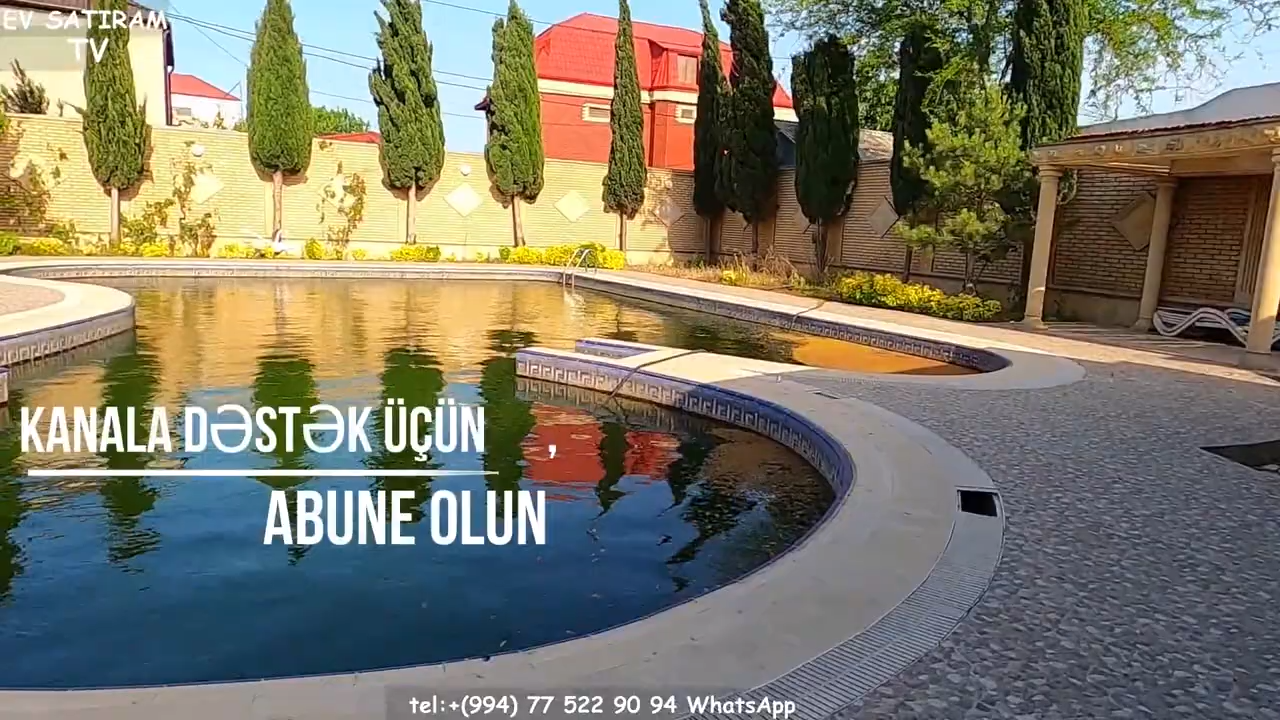 EV SATIRAM
TV
KANALA DƏSTƏK ÜÇÜN ,
ABUNE OLUN
tel:+(994) 77 522 90 94 WhatsApp